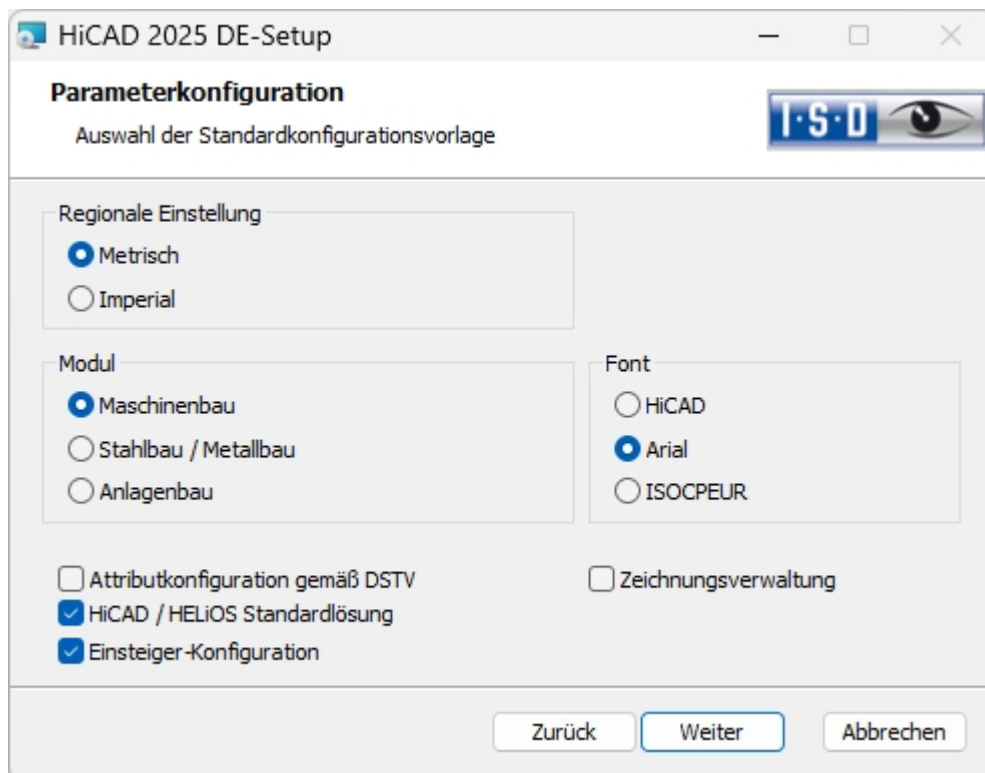 HiCAD 2025 DE-Setup
Parameterkonfiguration
Auswahl der Standardkonfigurationsvorlage
I·S·D
Regionale Einstellung
Metrisch
Imperial
Modul
Maschinenbau
Stahlbau / Metallbau
Anlagenbau
Font
HiCAD
Arial
ISOCPEUR
Attributkonfiguration gemäß DSTV
HiCAD / HELiOS Standardlösung
Einsteiger-Konfiguration
Zeichnungsverwaltung
Zurück
Weiter
Abbrechen